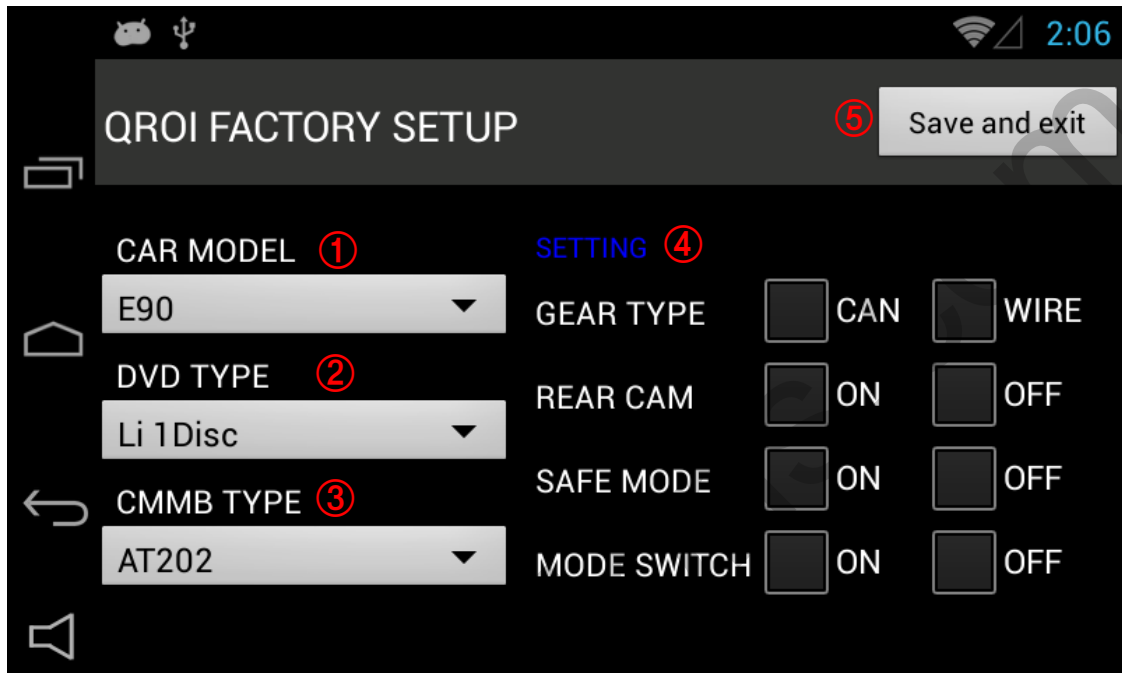 2:06
QROI FACTORY SETUP
⑤ Save and exit
CAR MODEL ①
E90
DVD TYPE ②
Li 1Disc
CMMB TYPE ③
AT202
SETTING ④
GEAR TYPE CAN WIRE
REAR CAM ON OFF
SAFE MODE ON OFF
MODE SWITCH ON OFF